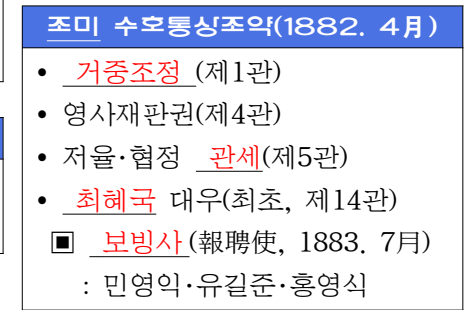 조미 수호통상조약(1882. 4月)
• 거중조정 (제1관)
• 영사재판권(제4관)
• 저율·협정 관세(제5관)
• 최혜국 대우(최초, 제14관)
▣ 보빙사 (報聘使, 1883. 7月)
: 민영익·유길준·홍영식